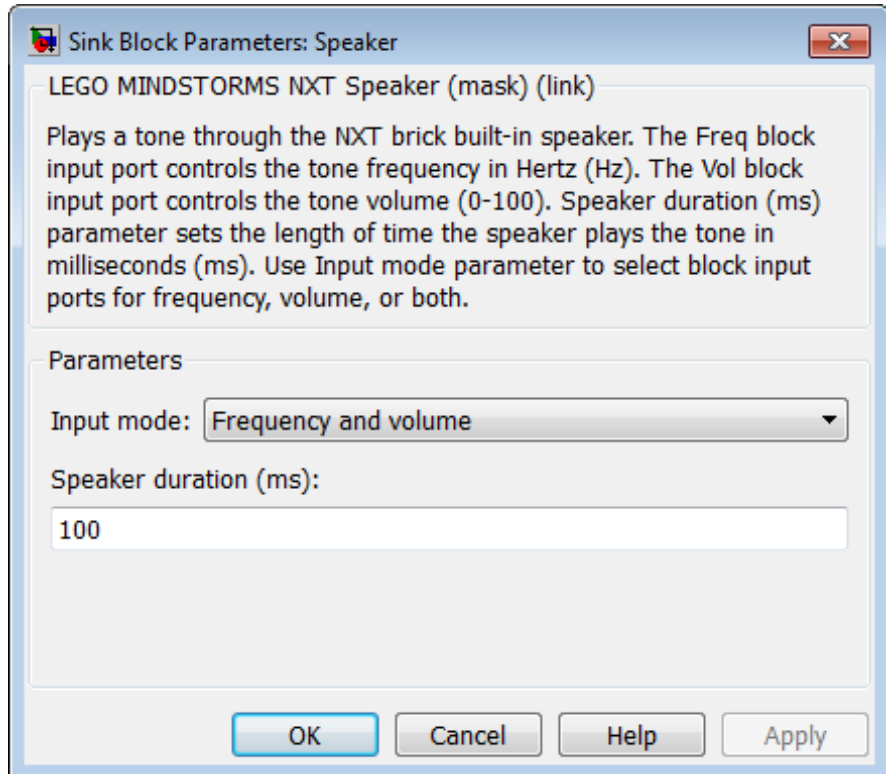 Sink Block Parameters: Speaker
LEGO MINDSTORMS NXT Speaker (mask) (link)
Plays a tone through the NXT brick built-in speaker. The Freq block
input port controls the tone frequency in Hertz (Hz). The Vol block
input port controls the tone volume (0-100). Speaker duration (ms)
parameter sets the length of time the speaker plays the tone in
milliseconds (ms). Use Input mode parameter to select block input
ports for frequency, volume, or both.
Parameters
Input mode: Frequency and volume
Speaker duration (ms):
100
OK Cancel Help Apply